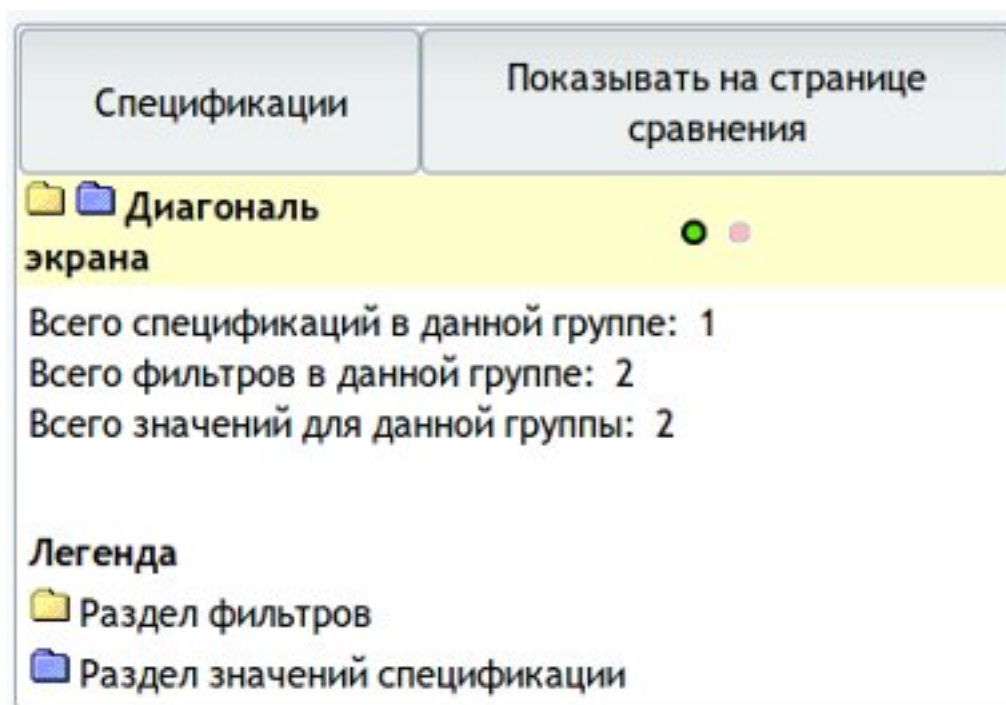 Спецификации
Показывать на странице
сравнения
Диагональ
экрана
Всего спецификаций в данной группе: 1
Всего фильтров в данной группе: 2
Всего значений для данной группы: 2
Легенда
Раздел фильтров
Раздел значений спецификации